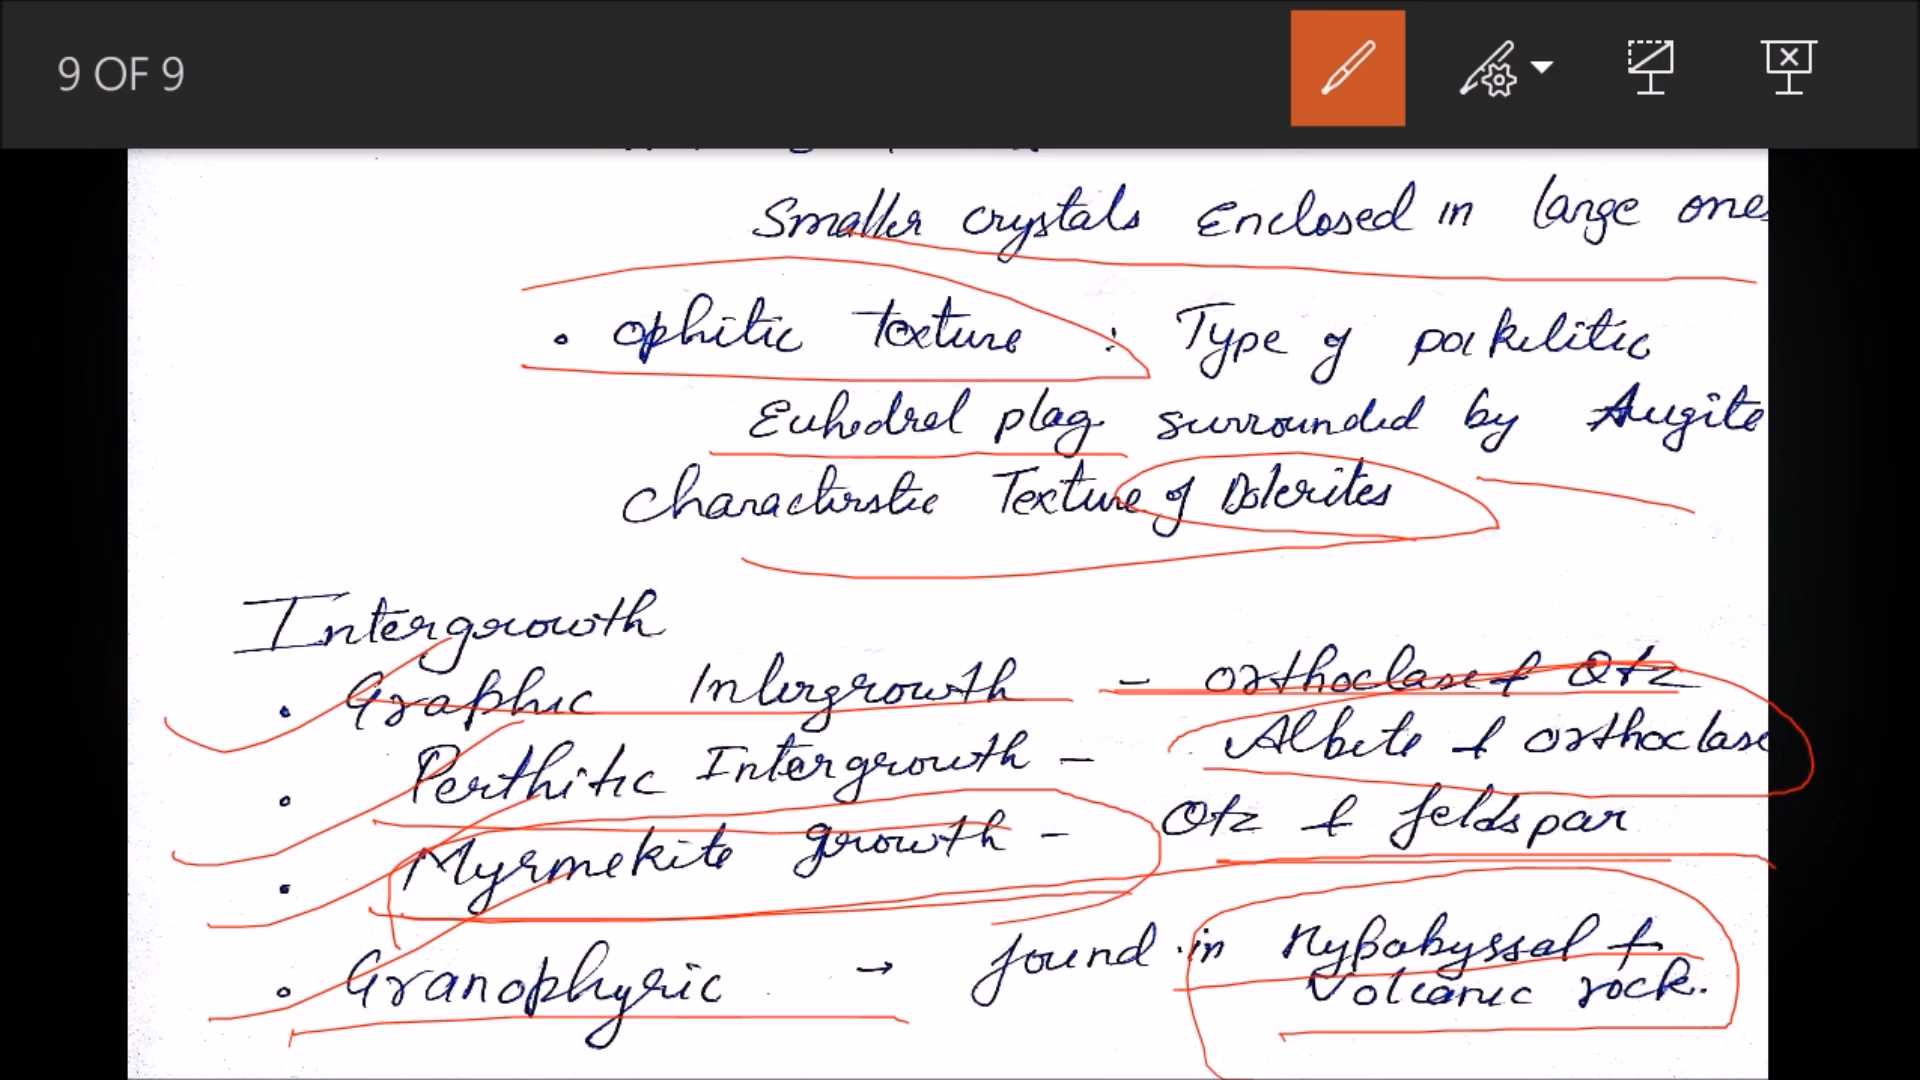 9 OF 9
Smaller crystals Enclosed in large ones
• ophitic Texture : Type of poikilitic
Euhedral plag. surrounded by Augite
Characterstic Texture of Dolerites
Intergrowth
• Graphic Intergrowth - orthoclase & Qtz
• Perthitic Intergrowth - Albite & orthoclase
• Myrmekite growth - Qtz & feldspar
• Granophyric → found in Hypabyssal &
Volcanic rock.